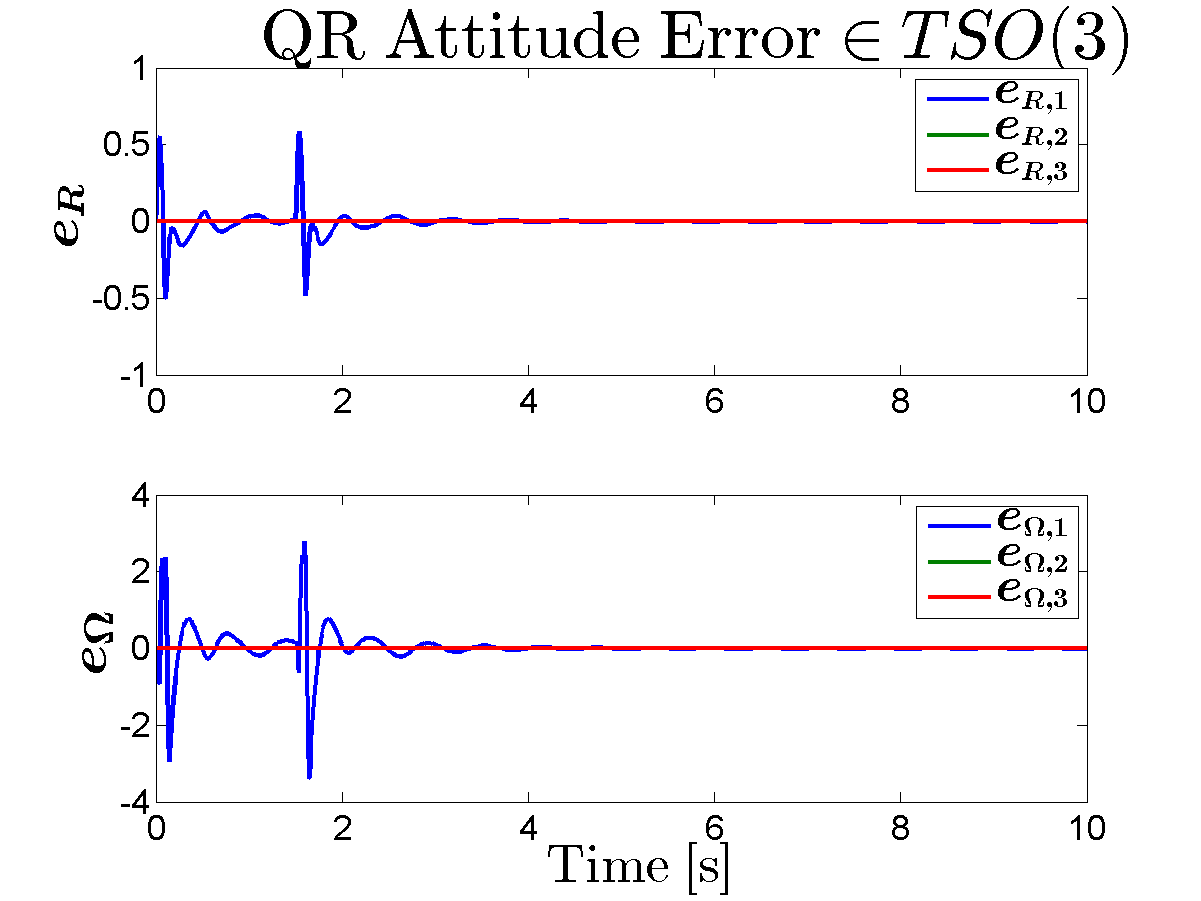 QR Attitude Error ∈ TSO(3)
1
0.5
0
-0.5
-1
e_R
e_{R,1}
e_{R,2}
e_{R,3}
0 2 4 6 8 10
4
2
0
-2
-4
e_Ω
e_{Ω,1}
e_{Ω,2}
e_{Ω,3}
0 2 4 6 8 10
Time [s]